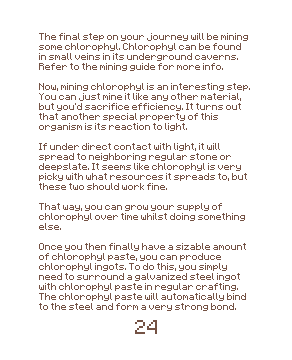 The final step on your journey will be mining
some chlorophyl. Chlorophyl can be found
in small veins in its underground caverns.
Refer to the mining guide for more info.
Now, mining chlorophyl is an interesting step.
You can just mine it like any other material,
but you'd sacrifice efficiency. It turns out
that another special property of this
organism is its reaction to light.
If under direct contact with light, it will
spread to neighboring regular stone or
deepslate. It seems like chlorophyl is very
picky with what resources it spreads to, but
these two should work fine.
That way, you can grow your supply of
chlorophyl over time whilst doing something
else.
Once you then finally have a sizable amount
of chlorophyl paste, you can produce
chlorophyl ingots. To do this, you simply
need to surround a galvanized steel ingot
with chlorophyl paste in regular crafting.
The chlorophyl paste will automatically bind
to the steel and form a very strong bond.
24